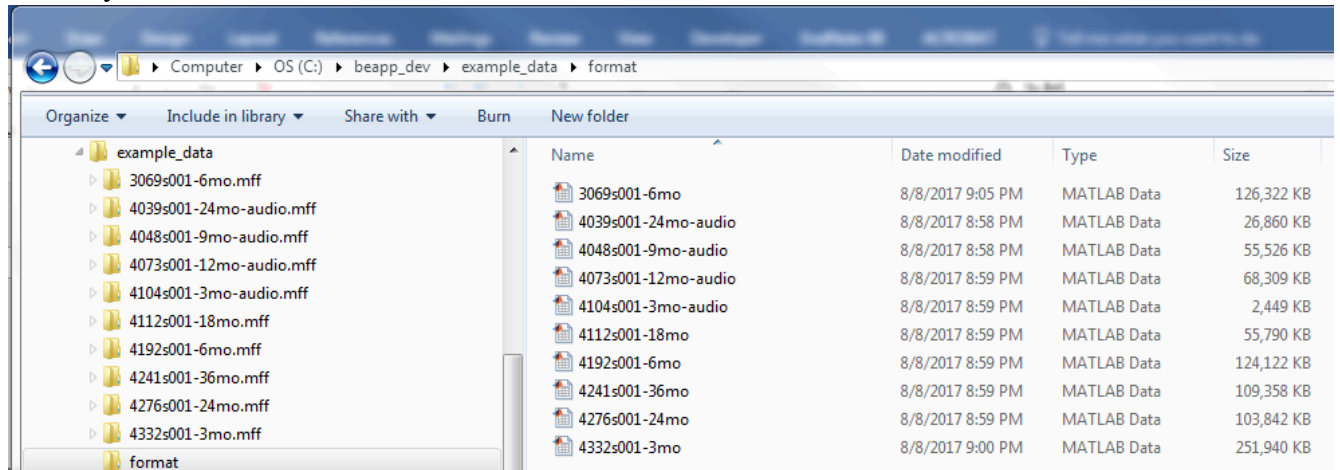 Computer ▸ OS (C:) ▸ beapp_dev ▸ example_data ▸ format
Organize ▾ Include in library ▾ Share with ▾ Burn New folder
example_data
3069s001-6mo.mff
4039s001-24mo-audio.mff
4048s001-9mo-audio.mff
4073s001-12mo-audio.mff
4104s001-3mo-audio.mff
4112s001-18mo.mff
4192s001-6mo.mff
4241s001-36mo.mff
4276s001-24mo.mff
4332s001-3mo.mff
format
Name Date modified Type Size
3069s001-6mo 8/8/2017 9:05 PM MATLAB Data 126,322 KB
4039s001-24mo-audio 8/8/2017 8:58 PM MATLAB Data 26,860 KB
4048s001-9mo-audio 8/8/2017 8:58 PM MATLAB Data 55,526 KB
4073s001-12mo-audio 8/8/2017 8:59 PM MATLAB Data 68,309 KB
4104s001-3mo-audio 8/8/2017 8:59 PM MATLAB Data 2,449 KB
4112s001-18mo 8/8/2017 8:59 PM MATLAB Data 55,790 KB
4192s001-6mo 8/8/2017 8:59 PM MATLAB Data 124,122 KB
4241s001-36mo 8/8/2017 8:59 PM MATLAB Data 109,358 KB
4276s001-24mo 8/8/2017 8:59 PM MATLAB Data 103,842 KB
4332s001-3mo 8/8/2017 9:00 PM MATLAB Data 251,940 KB